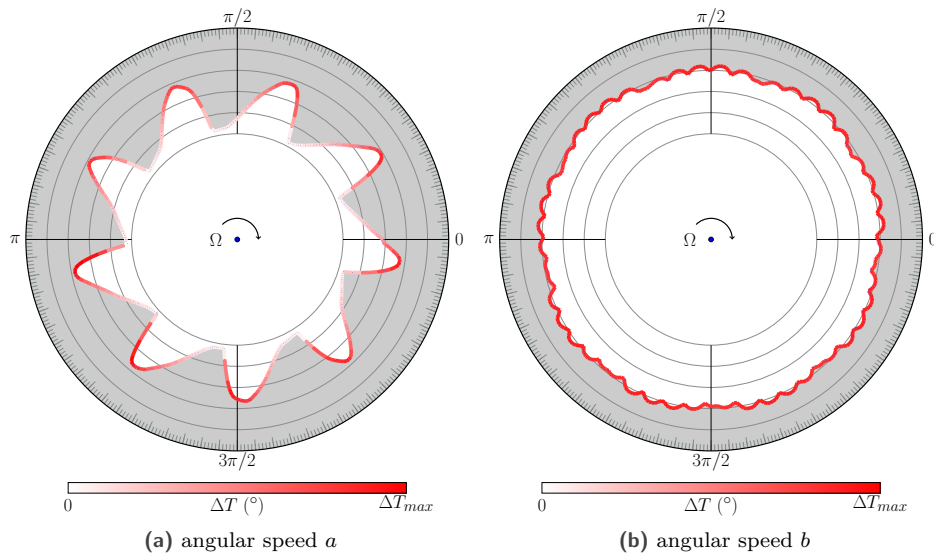 π/2
π
Ω
0
3π/2
0
ΔT (°)
ΔT_max
(a) angular speed a
π/2
π
Ω
0
3π/2
0
ΔT (°)
ΔT_max
(b) angular speed b